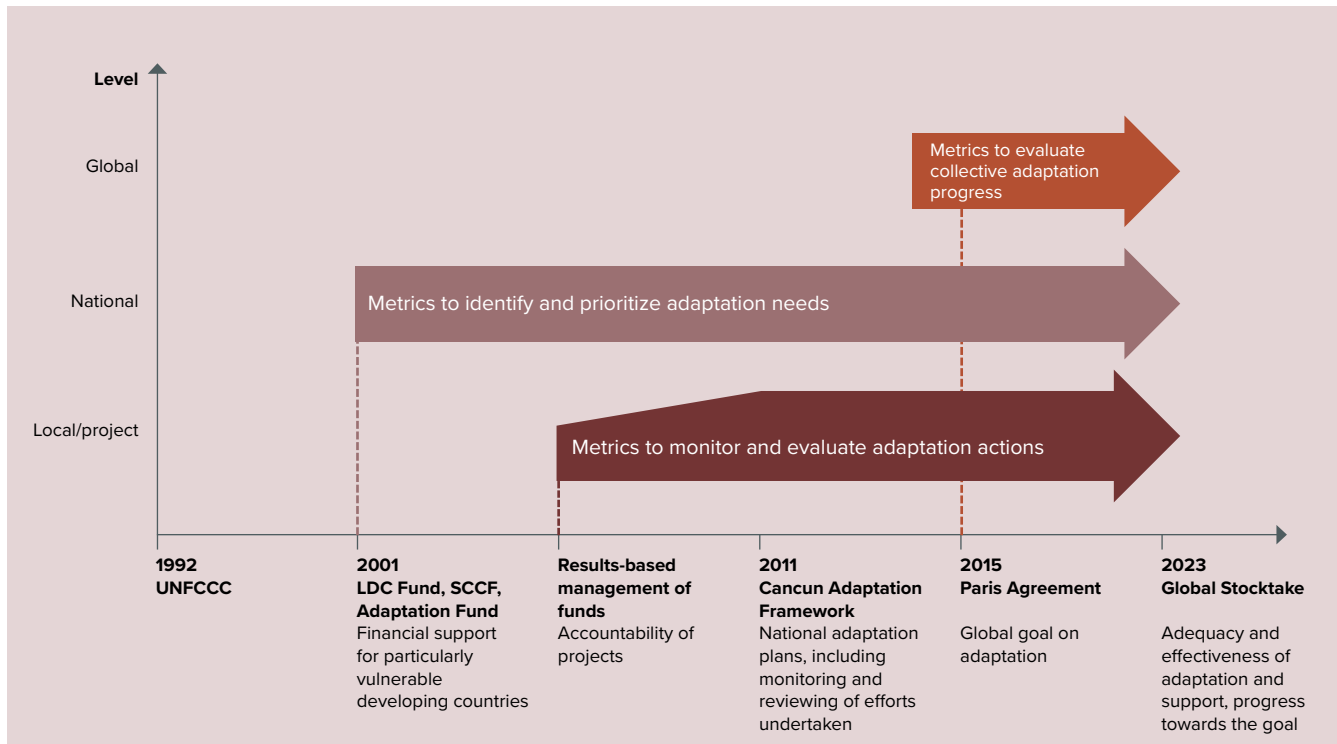 Level
Global
Metrics to evaluate
collective adaptation
progress
National
Metrics to identify and prioritize adaptation needs
Local/project
Metrics to monitor and evaluate adaptation actions
1992
UNFCCC
2001
LDC Fund, SCCF,
Adaptation Fund
Financial support
for particularly
vulnerable
developing countries
Results-based
management of
funds
Accountability of
projects
2011
Cancun Adaptation
Framework
National adaptation
plans, including
monitoring and
reviewing of efforts
undertaken
2015
Paris Agreement
Global goal on
adaptation
2023
Global Stocktake
Adequacy and
effectiveness of
adaptation and
support, progress
towards the goal